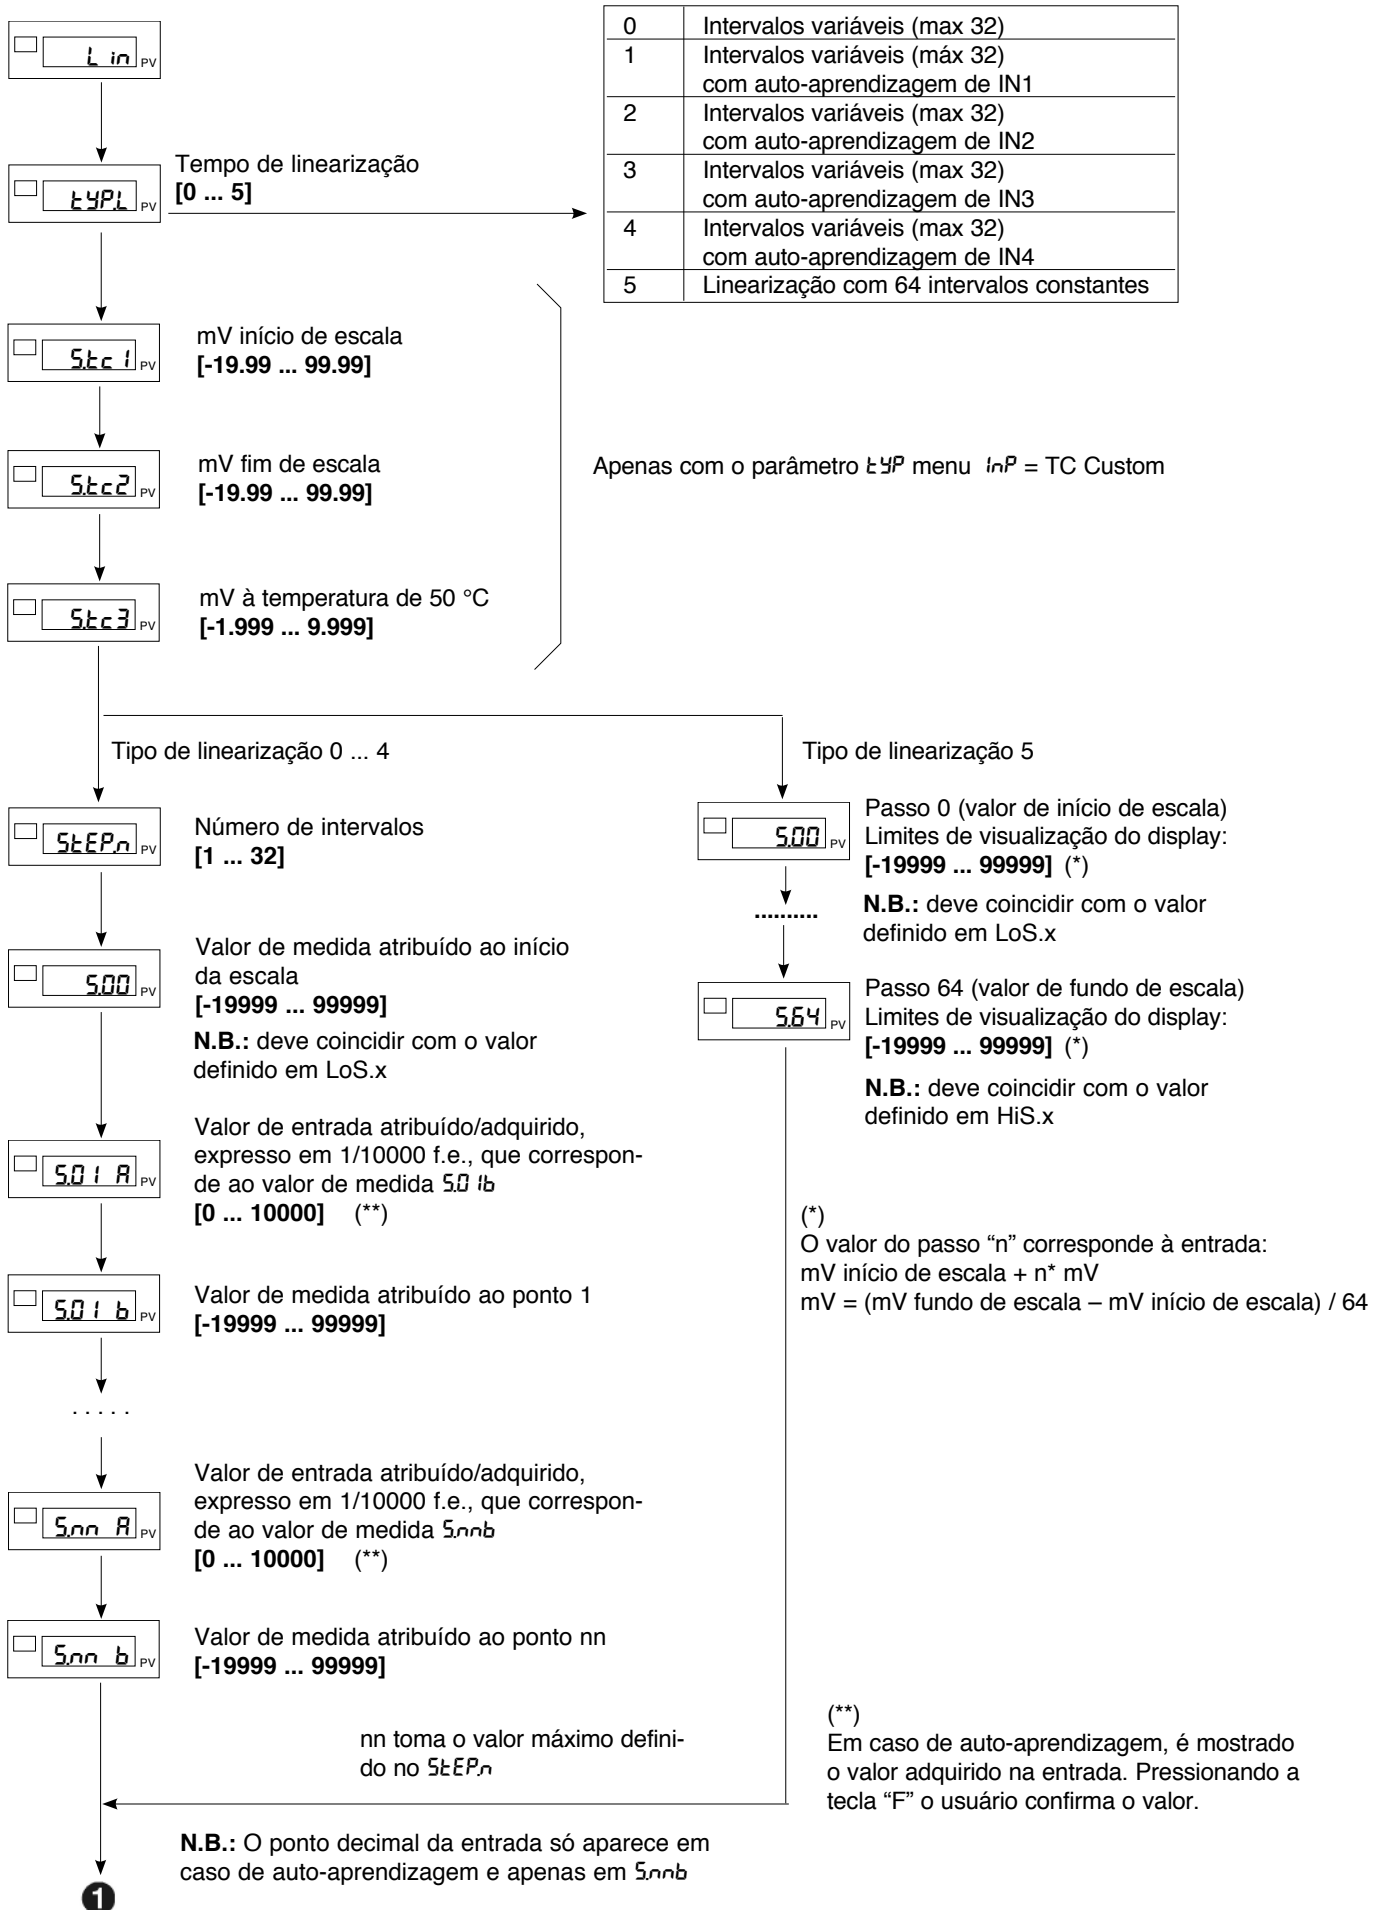 Lin PV
0 Intervalos variáveis (max 32)
1 Intervalos variáveis (máx 32)
com auto-aprendizagem de IN1
2 Intervalos variáveis (max 32)
com auto-aprendizagem de IN2
3 Intervalos variáveis (max 32)
com auto-aprendizagem de IN3
4 Intervalos variáveis (max 32)
com auto-aprendizagem de IN4
5 Linearização com 64 intervalos constantes
tYP.L PV
Tempo de linearização
[0 ... 5]
S.tc1 PV
mV início de escala
[-19.99 ... 99.99]
S.tc2 PV
mV fim de escala
[-19.99 ... 99.99]
Apenas com o parâmetro tYP menu InP = TC Custom
S.tc3 PV
mV à temperatura de 50 °C
[-1.999 ... 9.999]
Tipo de linearização 0 ... 4
StEP.n PV
Número de intervalos
[1 ... 32]
S.00 PV
Valor de medida atribuído ao início
da escala
[-19999 ... 99999]
N.B.: deve coincidir com o valor
definido em LoS.x
S.01 A PV
Valor de entrada atribuído/adquirido,
expresso em 1/10000 f.e., que correspon-
de ao valor de medida S.01b
[0 ... 10000] (**)
S.01 b PV
Valor de medida atribuído ao ponto 1
[-19999 ... 99999]
. . . . .
S.nn A PV
Valor de entrada atribuído/adquirido,
expresso em 1/10000 f.e., que correspon-
de ao valor de medida S.nnb
[0 ... 10000] (**)
S.nn b PV
Valor de medida atribuído ao ponto nn
[-19999 ... 99999]
nn toma o valor máximo defini-
do no StEP.n
Tipo de linearização 5
S.00 PV
Passo 0 (valor de início de escala)
Limites de visualização do display:
[-19999 ... 99999] (*)
N.B.: deve coincidir com o valor
definido em LoS.x
..........
S.64 PV
Passo 64 (valor de fundo de escala)
Limites de visualização do display:
[-19999 ... 99999] (*)
N.B.: deve coincidir com o valor
definido em HiS.x
(*)
O valor do passo “n” corresponde à entrada:
mV início de escala + n* mV
mV = (mV fundo de escala – mV início de escala) / 64
(**)
Em caso de auto-aprendizagem, é mostrado
o valor adquirido na entrada. Pressionando a
tecla “F” o usuário confirma o valor.
N.B.: O ponto decimal da entrada só aparece em
caso de auto-aprendizagem e apenas em S.nnb
1